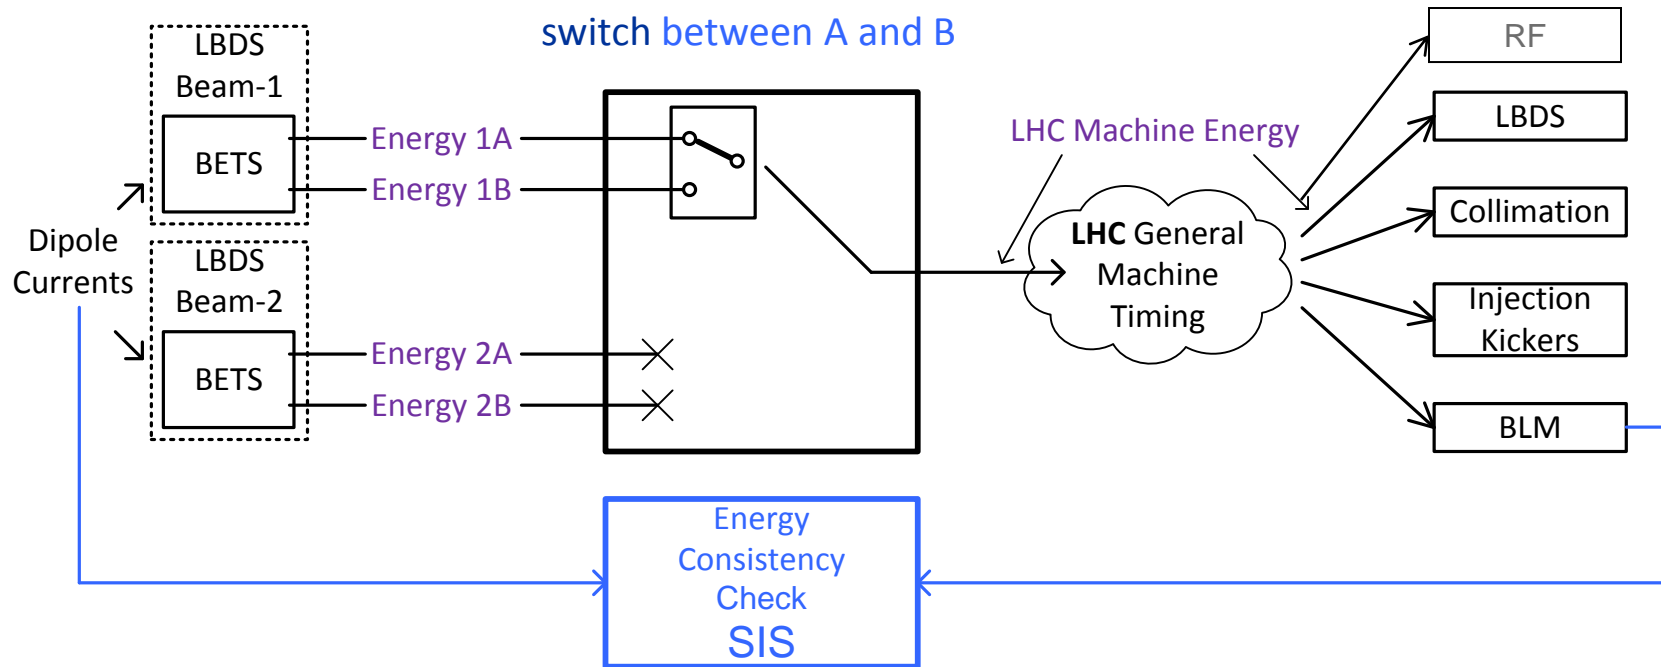 switch between A and B
LBDS
Beam-1
BETS
Energy 1A
Energy 1B
Dipole
Currents
LBDS
Beam-2
BETS
Energy 2A
Energy 2B
LHC Machine Energy
LHC General
Machine
Timing
RF
LBDS
Collimation
Injection
Kickers
BLM
Energy
Consistency
Check
SIS